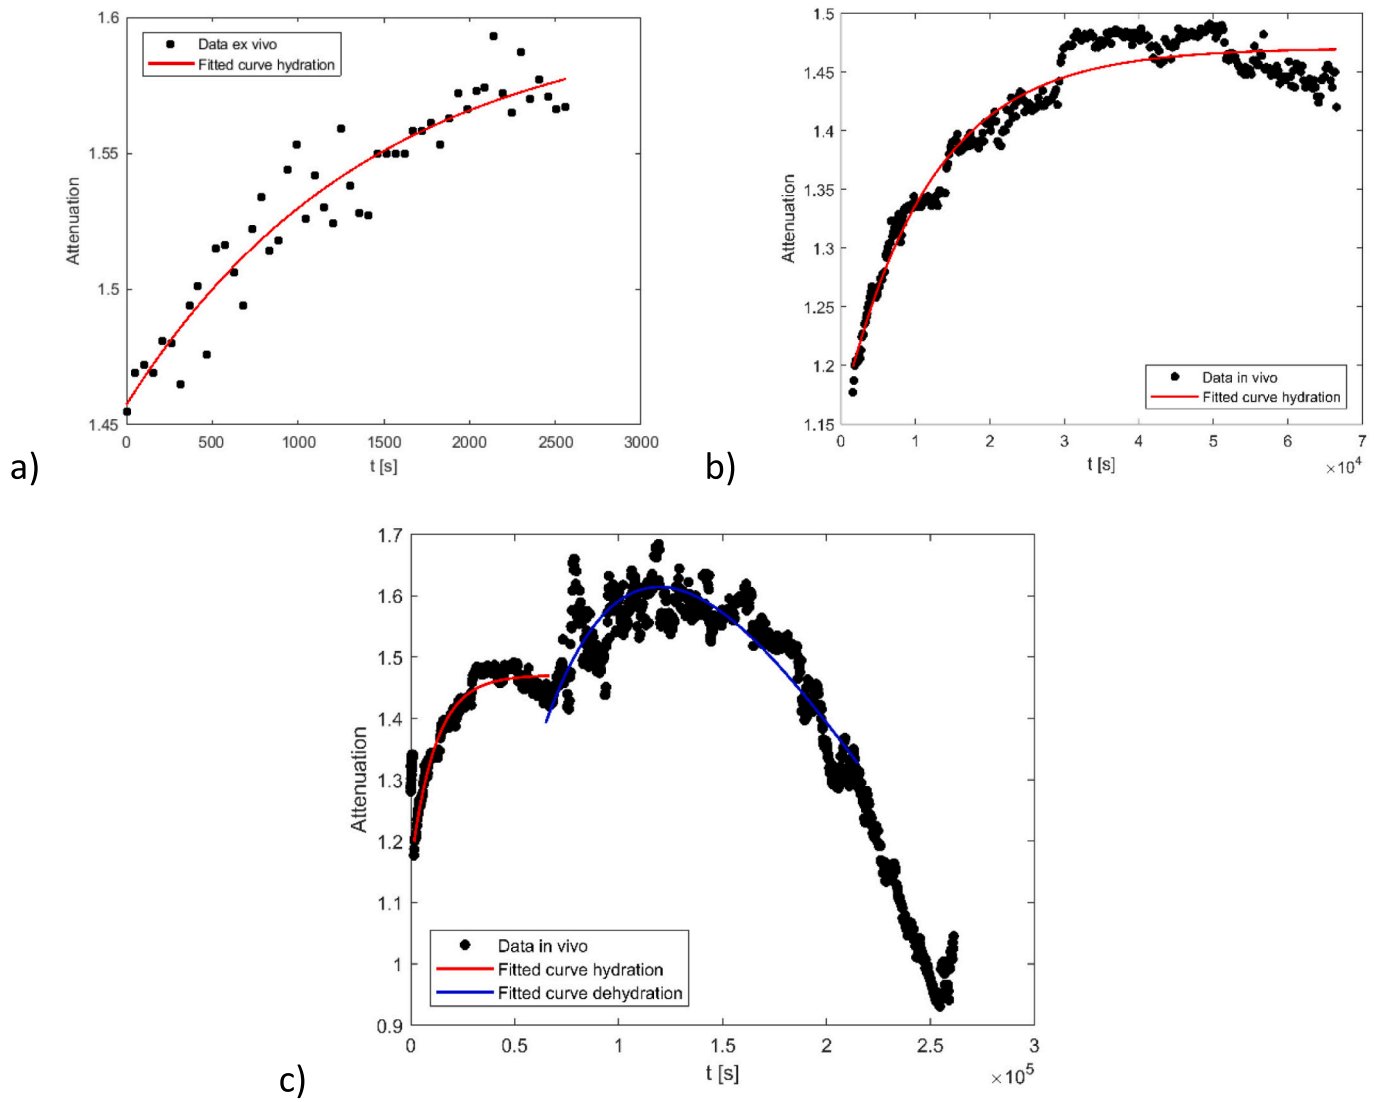 1.6
Data ex vivo
Fitted curve hydration
1.55
Attenuation
1.5
1.45
0 500 1000 1500 2000 2500 3000
t [s]
a)
1.5
1.45
1.4
1.35
Attenuation
1.3
1.25
1.2
Data in vivo
Fitted curve hydration
1.15
0 1 2 3 4 5 6 7
t [s]
×10⁴
b)
1.7
1.6
1.5
1.4
1.3
Attenuation
1.2
1.1
Data in vivo
1
Fitted curve hydration
Fitted curve dehydration
0.9
0 0.5 1 1.5 2 2.5 3
t [s]
×10⁵
c)